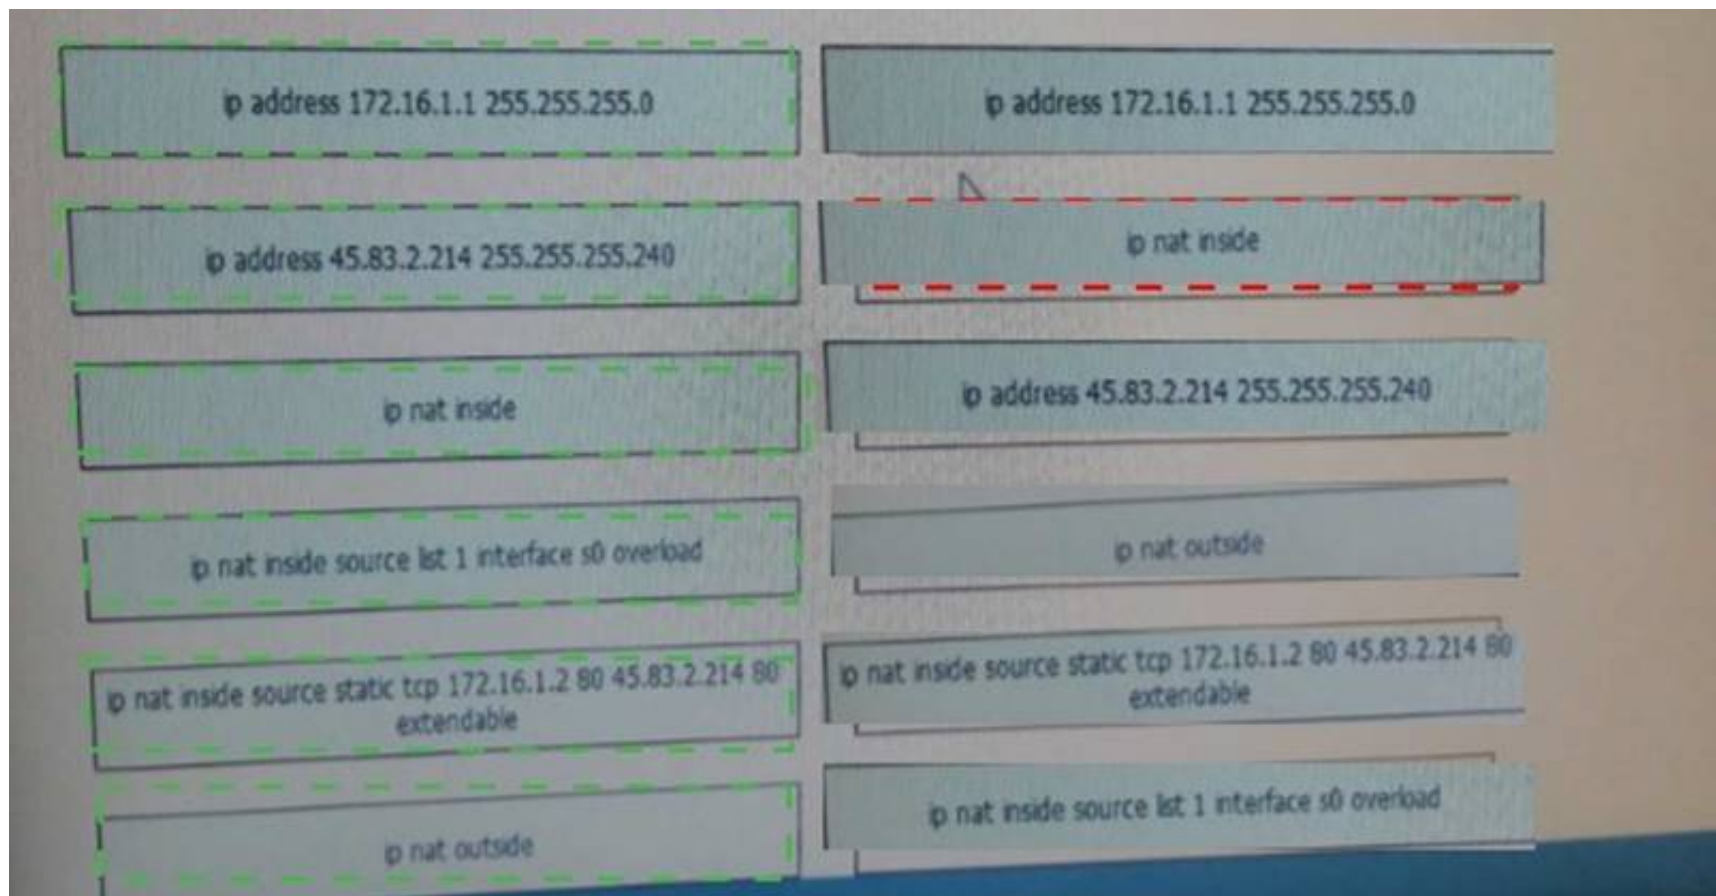 ip address 172.16.1.1 255.255.255.0
ip address 45.83.2.214 255.255.255.240
ip nat inside
ip nat inside source list 1 interface s0 overload
ip nat inside source static tcp 172.16.1.2 80 45.83.2.214 80
extendable
ip nat outside
ip address 172.16.1.1 255.255.255.0
ip nat inside
ip address 45.83.2.214 255.255.255.240
ip nat outside
ip nat inside source static tcp 172.16.1.2 80 45.83.2.214 80
extendable
ip nat inside source list 1 interface s0 overload